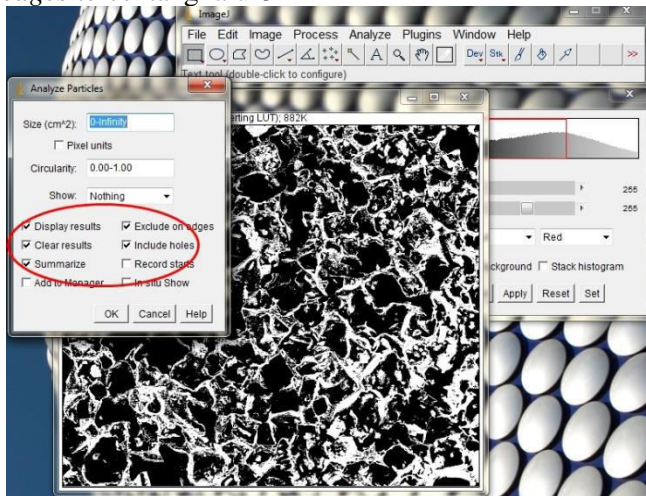 ImageJ
File Edit Image Process Analyze Plugins Window Help
A Dev Stk >>
Text tool (double-click to configure)
Analyze Particles
erting LUT); 882K
Size (cm^2): 0-Infinity
Pixel units
Circularity: 0.00-1.00
Show: Nothing
255
255
Display results Exclude on edges
Red
Clear results Include holes
Summarize Record starts
ckground Stack histogram
Add to Manager In situ Show
Apply Reset Set
OK Cancel Help